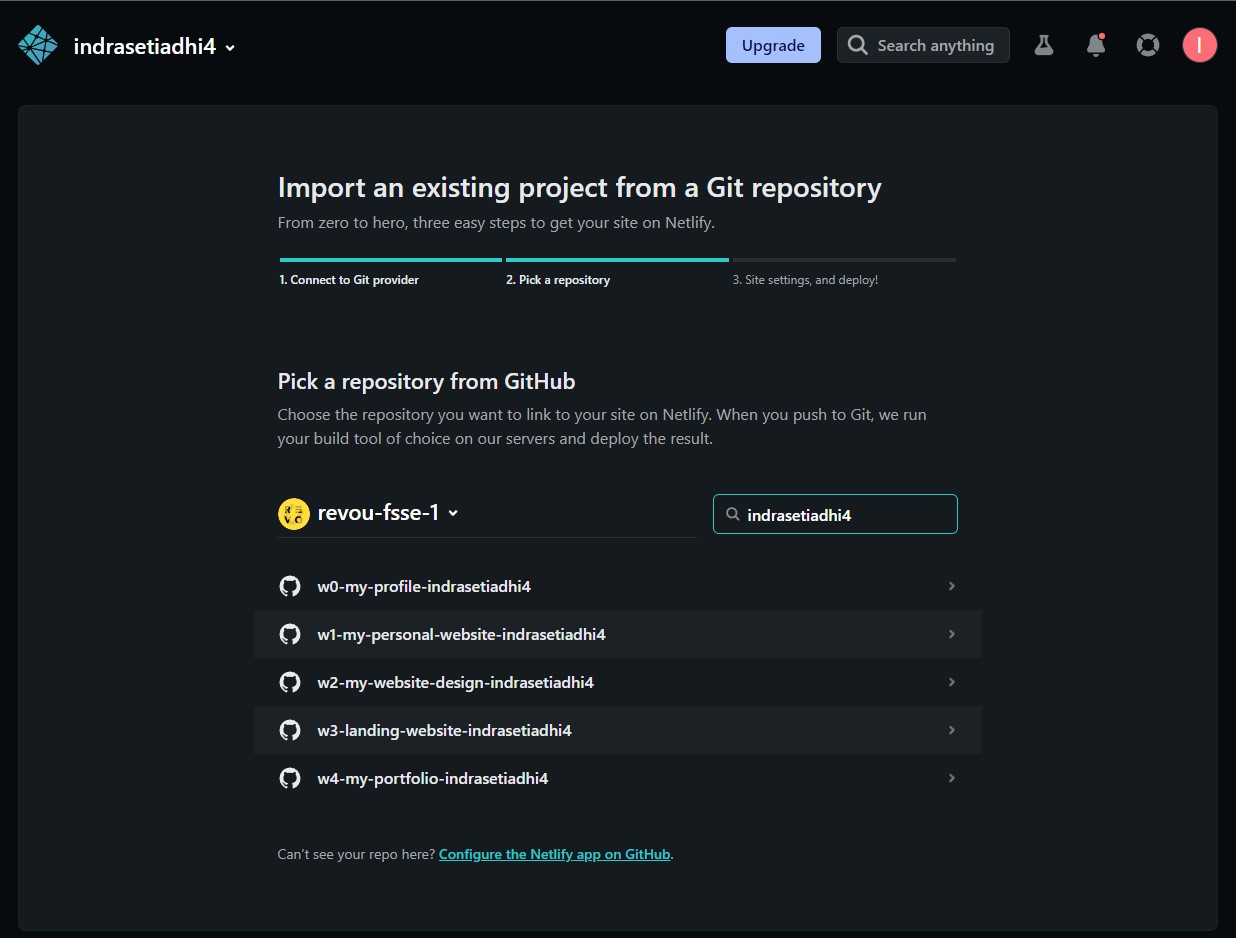 indrasetiadhi4
Upgrade
Search anything
I
Import an existing project from a Git repository
From zero to hero, three easy steps to get your site on Netlify.
1. Connect to Git provider
2. Pick a repository
3. Site settings, and deploy!
Pick a repository from GitHub
Choose the repository you want to link to your site on Netlify. When you push to Git, we run
your build tool of choice on our servers and deploy the result.
revou-fsse-1
indrasetiadhi4
w0-my-profile-indrasetiadhi4
w1-my-personal-website-indrasetiadhi4
w2-my-website-design-indrasetiadhi4
w3-landing-website-indrasetiadhi4
w4-my-portfolio-indrasetiadhi4
Can’t see your repo here? Configure the Netlify app on GitHub.